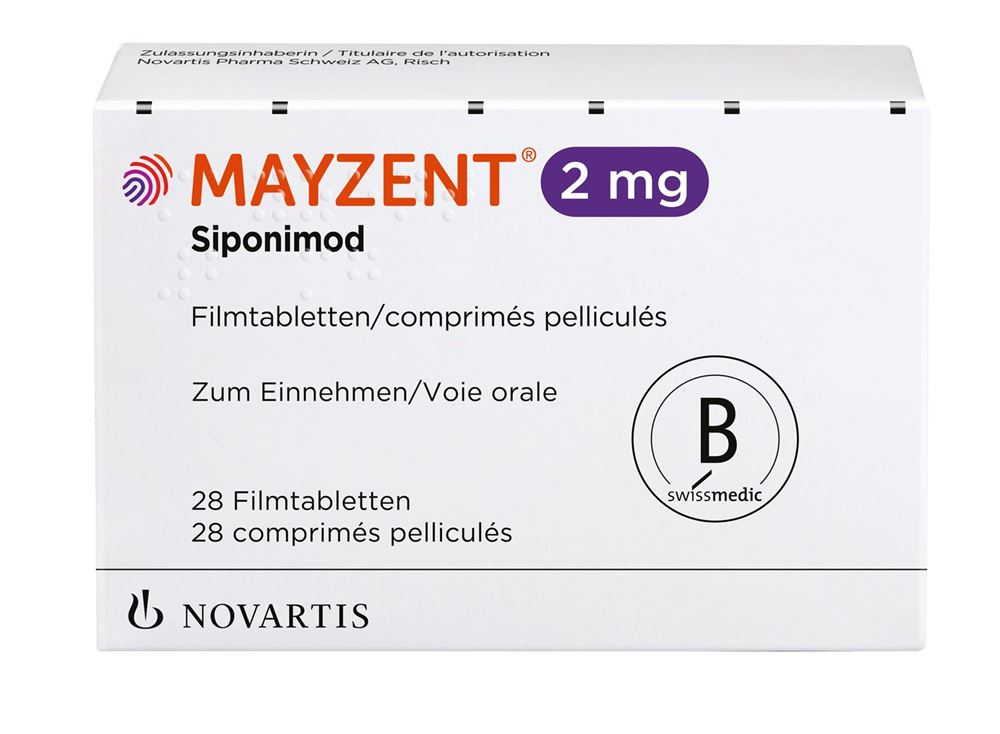 Zulassungsinhaberin / Titulaire de l'autorisation
Novartis Pharma Schweiz AG, Risch
MAYZENT® 2 mg
Siponimod
Filmtabletten/comprimés pelliculés
Zum Einnehmen/Voie orale
B
swissmedic
28 Filmtabletten
28 comprimés pelliculés
NOVARTIS